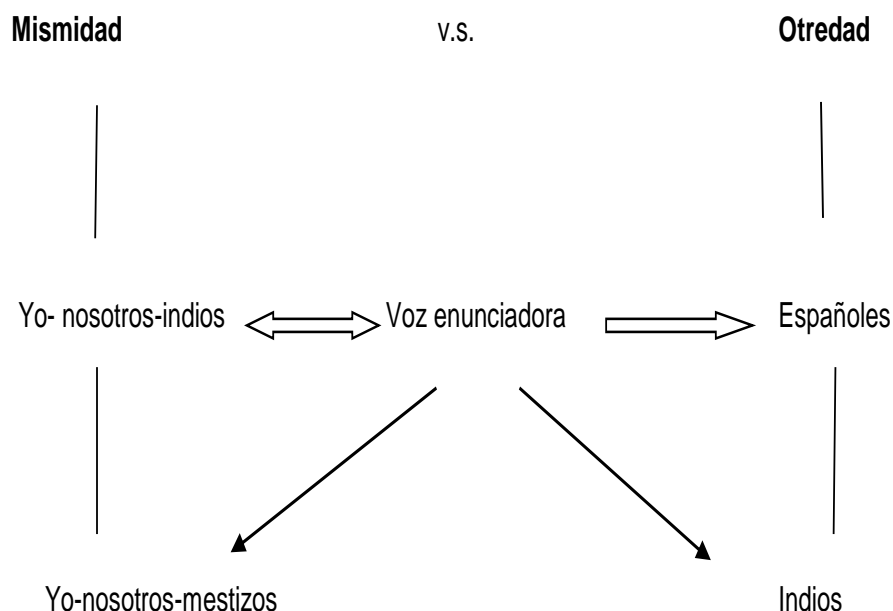 Mismidad v.s. Otredad
Yo- nosotros-indios Voz enunciadora Españoles
Yo-nosotros-mestizos Indios